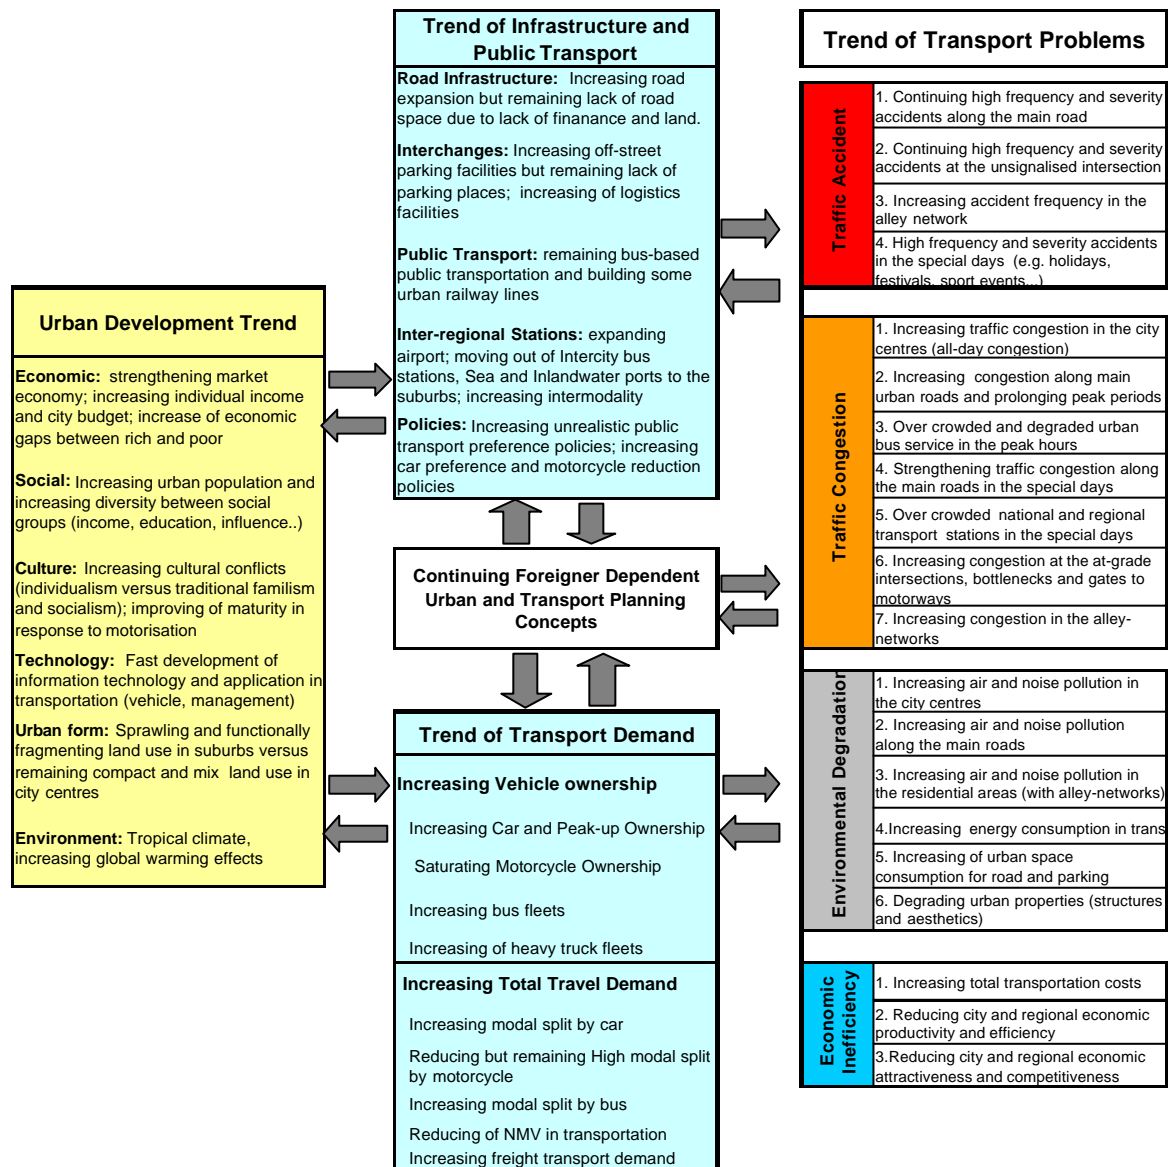 Trend of Infrastructure and
Public Transport
Road Infrastructure: Increasing road
expansion but remaining lack of road
space due to lack of finanance and land.
Interchanges: Increasing off-street
parking facilities but remaining lack of
parking places; increasing of logistics
facilities
Public Transport: remaining bus-based
public transportation and building some
urban railway lines
Inter-regional Stations: expanding
airport; moving out of Intercity bus
stations, Sea and Inlandwater ports to the
suburbs; increasing intermodality
Policies: Increasing unrealistic public
transport preference policies; increasing
car preference and motorcycle reduction
policies
Urban Development Trend
Economic: strengthening market
economy; increasing individual income
and city budget; increase of economic
gaps between rich and poor
Social: Increasing urban population and
increasing diversity between social
groups (income, education, influence..)
Culture: Increasing cultural conflicts
(individualism versus traditional familism
and socialism); improving of maturity in
response to motorisation
Technology: Fast development of
information technology and application in
transportation (vehicle, management)
Urban form: Sprawling and functionally
fragmenting land use in suburbs versus
remaining compact and mix land use in
city centres
Environment: Tropical climate,
increasing global warming effects
Continuing Foreigner Dependent
Urban and Transport Planning
Concepts
Trend of Transport Demand
Increasing Vehicle ownership
Increasing Car and Peak-up Ownership
Saturating Motorcycle Ownership
Increasing bus fleets
Increasing of heavy truck fleets
Increasing Total Travel Demand
Increasing modal split by car
Reducing but remaining High modal split
by motorcycle
Increasing modal split by bus
Reducing of NMV in transportation
Increasing freight transport demand
Trend of Transport Problems
Traffic Accident
1. Continuing high frequency and severity
accidents along the main road
2. Continuing high frequency and severity
accidents at the unsignalised intersection
3. Increasing accident frequency in the
alley network
4. High frequency and severity accidents
in the special days (e.g. holidays,
festivals, sport events...)
Traffic Congestion
1. Increasing traffic congestion in the city
centres (all-day congestion)
2. Increasing congestion along main
urban roads and prolonging peak periods
3. Over crowded and degraded urban
bus service in the peak hours
4. Strengthening traffic congestion along
the main roads in the special days
5. Over crowded national and regional
transport stations in the special days
6. Increasing congestion at the at-grade
intersections, bottlenecks and gates to
motorways
7. Increasing congestion in the alley-
networks
Environmental Degradation
1. Increasing air and noise pollution in
the city centres
2. Increasing air and noise pollution
along the main roads
3. Increasing air and noise pollution in
the residential areas (with alley-networks)
4.Increasing energy consumption in trans
5. Increasing of urban space
consumption for road and parking
6. Degrading urban properties (structures
and aesthetics)
Economic
Inefficiency
1. Increasing total transportation costs
2. Reducing city and regional economic
productivity and efficiency
3.Reducing city and regional economic
attractiveness and competitiveness